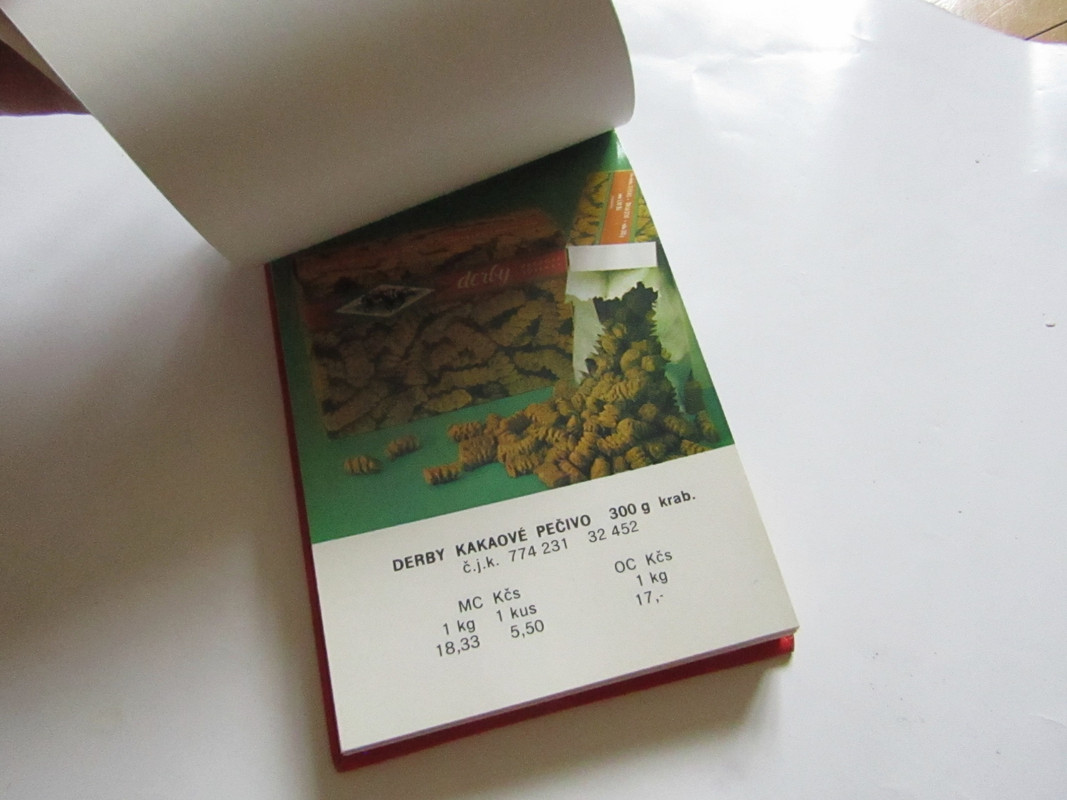 derby
DERBY KAKAOVÉ PEČIVO 300 g krab.
č.j.k. 774 231 32 452
MC Kčs OC Kčs
1 kg 1 kus 1 kg
18,33 5,50 17,-